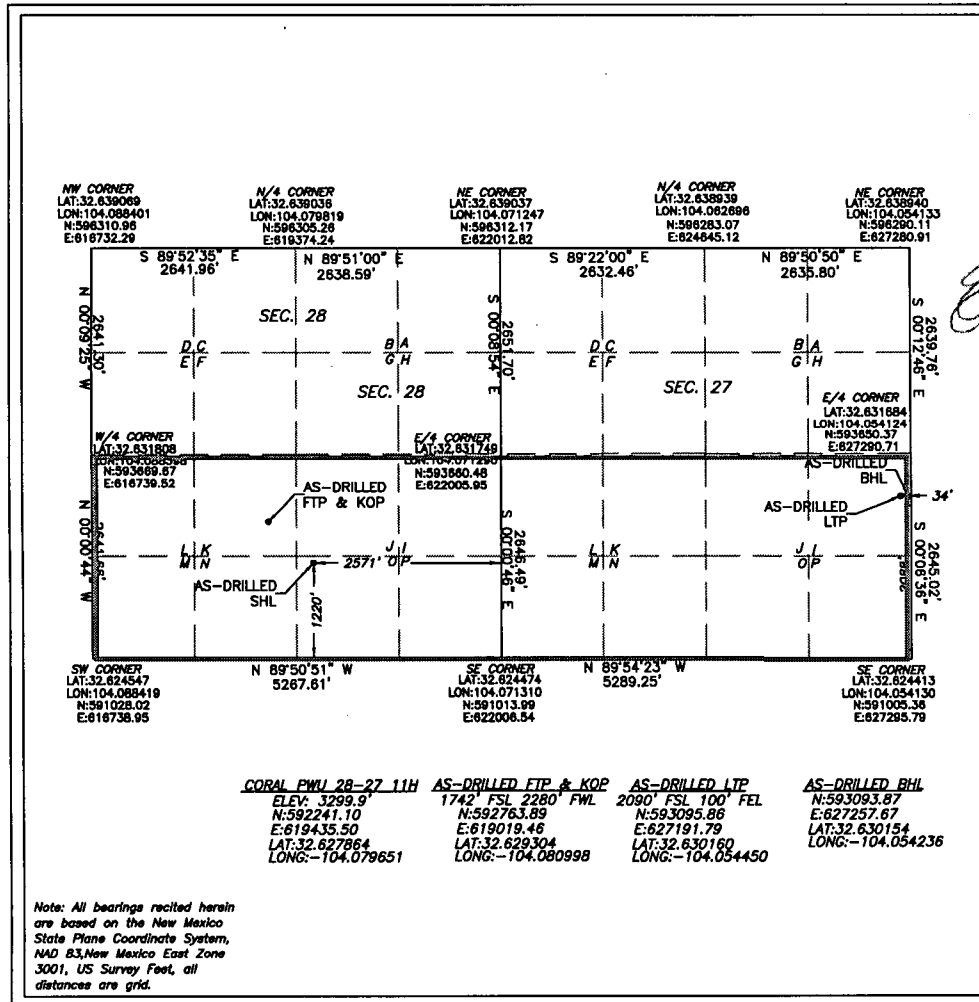 NW CORNER
LAT:32.639069
LON:104.088401
N:596310.96
E:616732.29
N/4 CORNER
LAT:32.639036
LON:104.079819
N:596305.26
E:619374.24
NE CORNER
LAT:32.639037
LON:104.071247
N:596312.17
E:622012.82
N/4 CORNER
LAT:32.638939
LON:104.062696
N:596283.07
E:624645.12
NE CORNER
LAT:32.638940
LON:104.054133
N:596290.11
E:627280.91
S 89'52'35" E
2641.96'
N 89'51'00" E
2638.59'
S 89'22'00" E
2632.46'
N 89'50'50" E
2635.80'
N 00'09'25" W
2641.30'
SEC. 28
S 00'08'54" E
2651.70'
S 00'12'46" E
2639.76'
D C
E F
B A
G H
D C
E F
B A
G H
SEC. 28
SEC. 27
W/4 CORNER
LAT:32.631808
N:593669.67
E:616739.52
E/4 CORNER
LAT:32.631749
N:593660.48
E:622005.95
E/4 CORNER
LAT:32.631684
LON:104.054124
N:593650.37
E:627290.71
AS-DRILLED
FTP & KOP
AS-DRILLED
BHL
AS-DRILLED
LTP
34'
N 00'00'44" W
S 00'00'46" E
2646.49'
S 00'06'36" E
2645.02'
2088'
L K
M N
J I
O P
L K
M N
J I
O P
2571'
AS-DRILLED
SHL
1220'
SW CORNER
LAT:32.624547
LON:104.088419
N:591028.02
E:616738.95
N 89'50'51" W
5267.61'
SE CORNER
LAT:32.624474
LON:104.071310
N:591013.99
E:622006.54
N 89'54'23" W
5289.25'
SE CORNER
LAT:32.624413
LON:104.054130
N:591005.36
E:627295.79
CORAL PWU 28-27 11H
ELEV: 3299.9'
N:592241.10
E:619435.50
LAT:32.627864
LONG:-104.079651
AS-DRILLED FTP & KOP
1742' FSL 2280' FWL
N:592763.89
E:619019.46
LAT:32.629304
LONG:-104.080998
AS-DRILLED LTP
2090' FSL 100' FEL
N:593095.86
E:627191.79
LAT:32.630160
LONG:-104.054450
AS-DRILLED BHL
N:593093.87
E:627257.67
LAT:32.630154
LONG:-104.054236
Note: All bearings recited herein
are based on the New Mexico
State Plane Coordinate System,
NAD 83,New Mexico East Zone
3001, US Survey Feet, all
distances are grid.